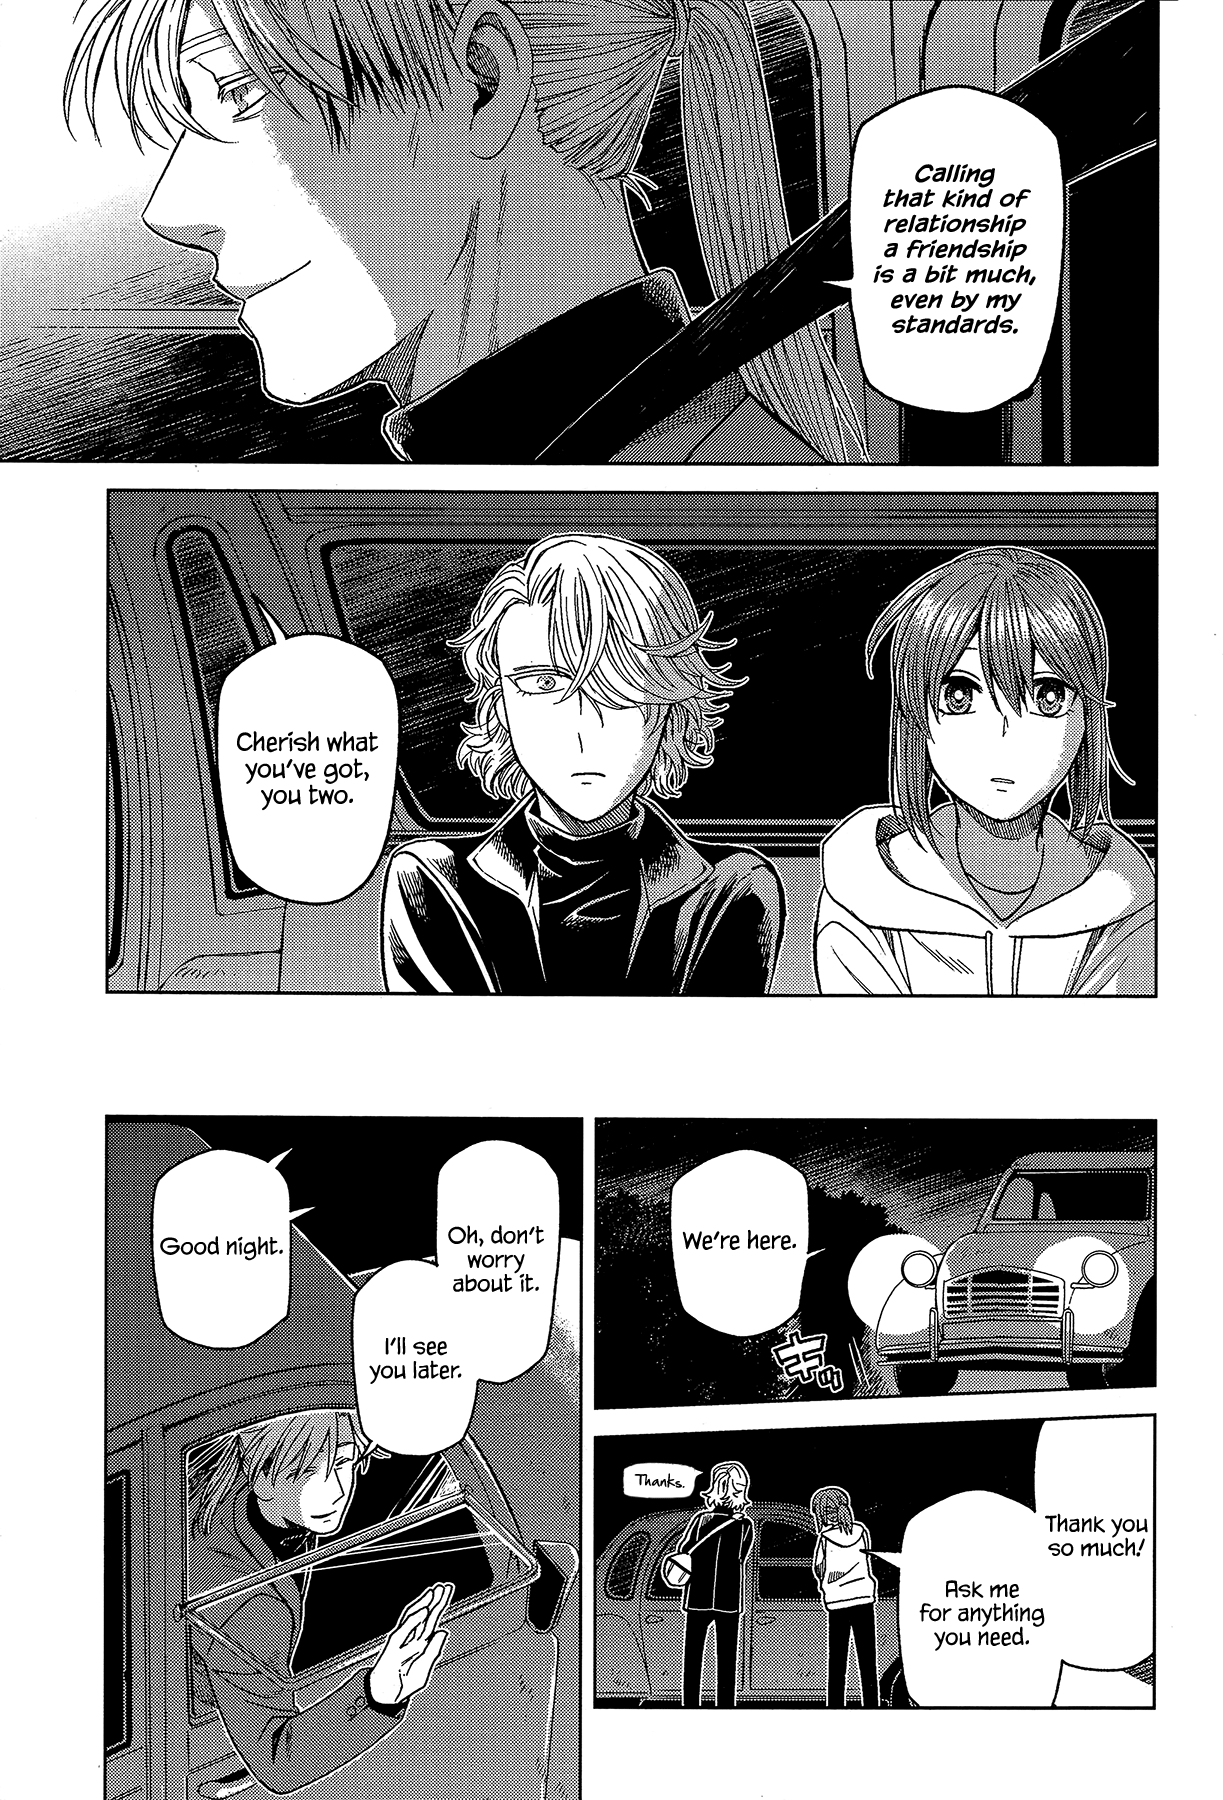 Calling
that kind of
relationship
a friendship
is a bit much,
even by my
standards.
Cherish what
you've got,
you two.
We're here.
キュ
Thank you
so much!
Ask me
for anything
you need.
Thanks.
Oh, don't
worry
about it.
I'll see
you later.
Good night.